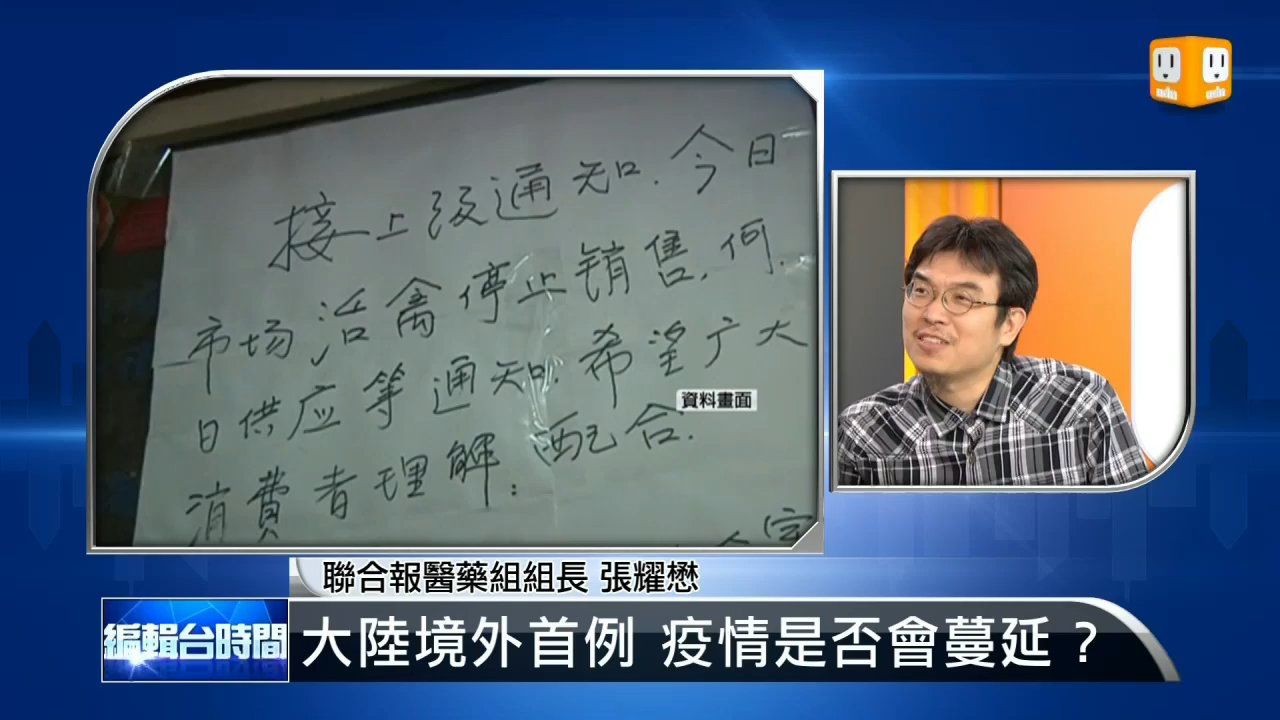 udn udn
接上级通知.今日
市场活禽停止销售,何.
日供应等通知.希望广大
消费者理解:配合.
資料畫面
聯合報醫藥組組長 張耀懋
編輯台時間
大陸境外首例 疫情是否會蔓延?